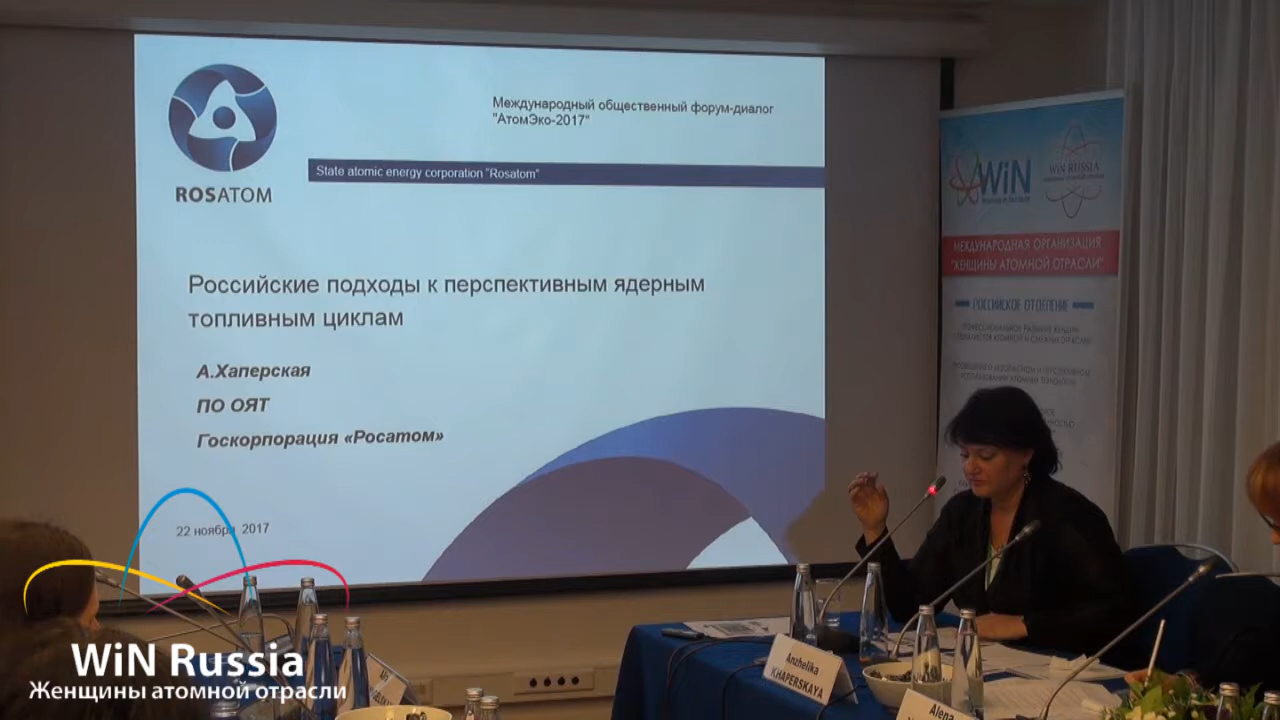 Международный общественный форум-диалог
"АтомЭко-2017"
State atomic energy corporation "Rosatom"
ROSATOM
Российские подходы к перспективным ядерным
топливным циклам
А.Хаперская
ПО ОЯТ
Госкорпорация «Росатом»
22 ноября 2017
WiN
WiN RUSSIA
МЕЖДУНАРОДНАЯ ОРГАНИЗАЦИЯ
"ЖЕНЩИНЫ АТОМНОЙ ОТРАСЛИ"
РОССИЙСКОЕ ОТДЕЛЕНИЕ
Anzhelika
KHAPERSKAYA
Alena
WiN Russia
Женщины атомной отрасли